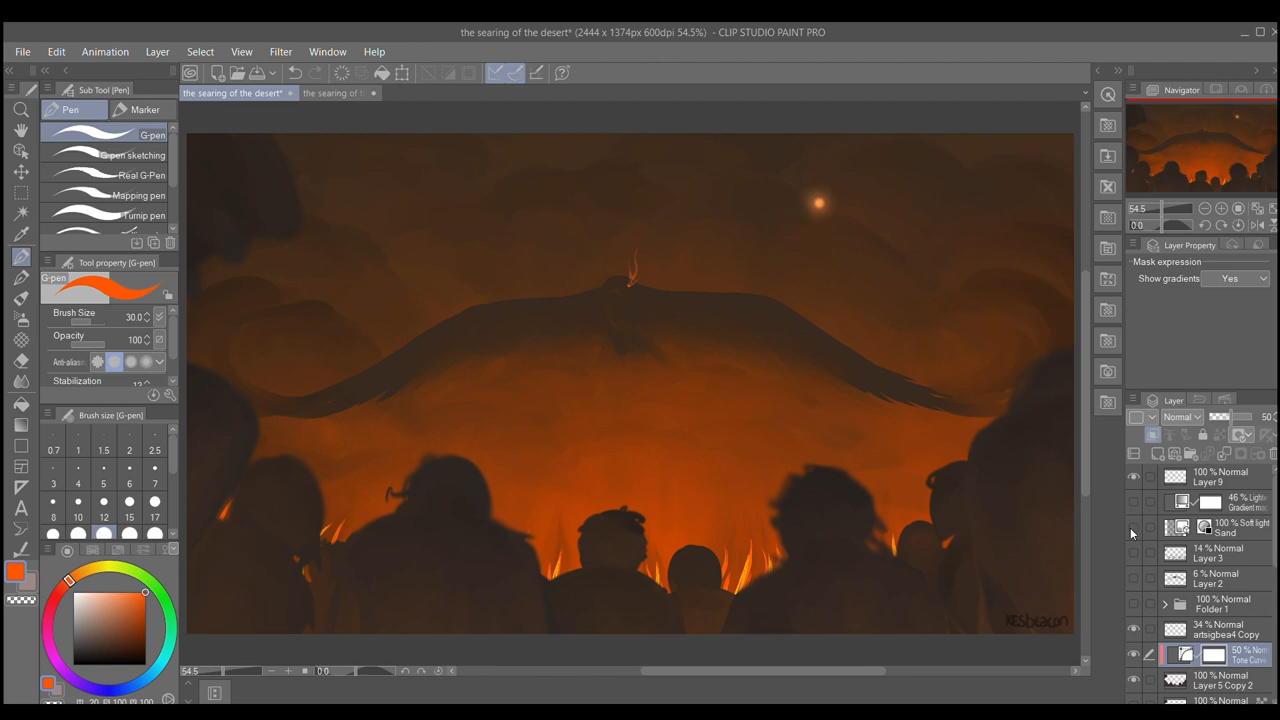 the searing of the desert* (2444 x 1374px 600dpi 54.5%) - CLIP STUDIO PAINT PRO
File Edit Animation Layer Select View Filter Window Help
Sub Tool [Pen]
the searing of the desert*
the searing of
Navigator
Pen Marker
G-pen
G-pen sketching
Real G-Pen
Mapping pen
Turnip pen
54.5
0.0
Layer Property
Mask expression
Show gradients Yes
Tool property [G-pen]
G-pen
Brush Size 30.0
Opacity 100
Anti-alias
Stabilization 12
Brush size [G-pen]
0.7 1 1.5 2 2.5
3 4 5 6 7
8 10 12 15 17
Layer
Normal 50
100 % Normal
Layer 9
46 %
Gradient
100 % Soft light
Sand
14 % Normal
Layer 3
6 % Normal
Layer 2
100 % Normal
Folder 1
34 % Normal
artsigbea4 Copy
50 %
Tone
100 % Normal
Layer 5 Copy 2
KESbeacon
54.5 0.0